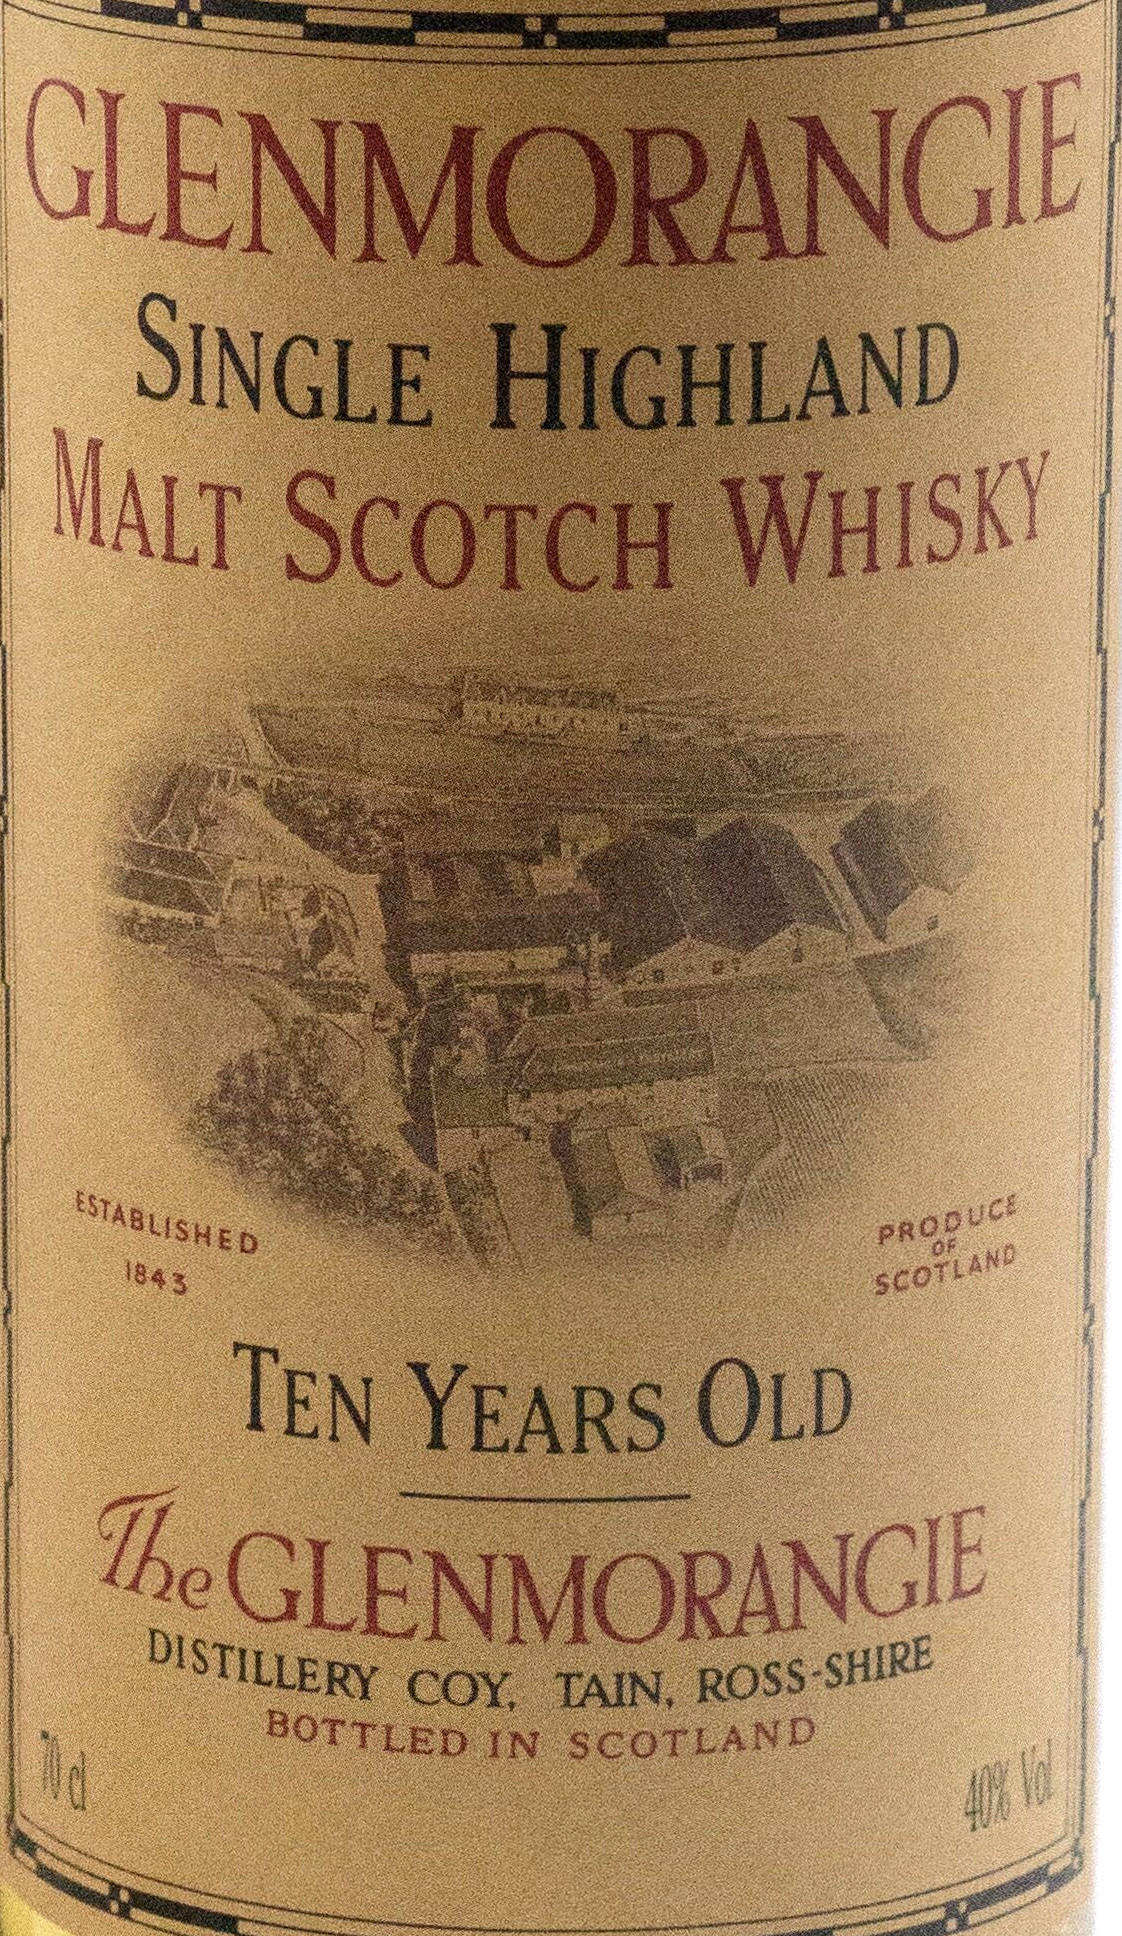 GLENMORANGIE
SINGLE HIGHLAND
MALT SCOTCH WHISKY
ESTABLISHED
1843
PRODUCE
OF
SCOTLAND
TEN YEARS OLD
The GLENMORANGIE
DISTILLERY COY, TAIN, ROSS-SHIRE
BOTTLED IN SCOTLAND
70 cl
40% Vol